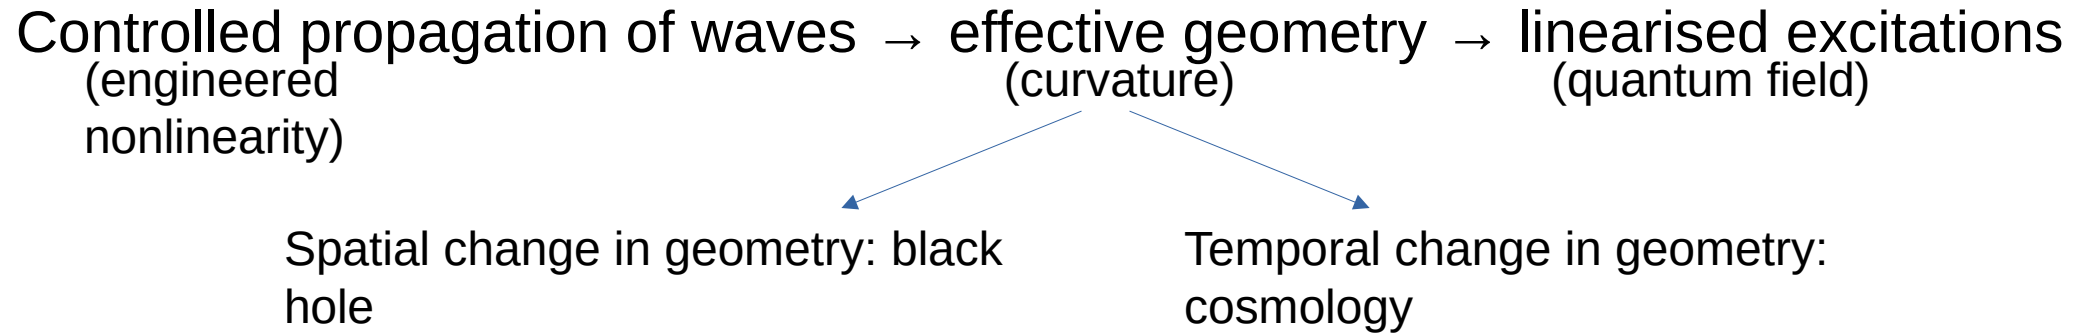 Controlled propagation of waves → effective geometry → linearised excitations
(engineered
nonlinearity)
(curvature)
(quantum field)
Spatial change in geometry: black
hole
Temporal change in geometry:
cosmology